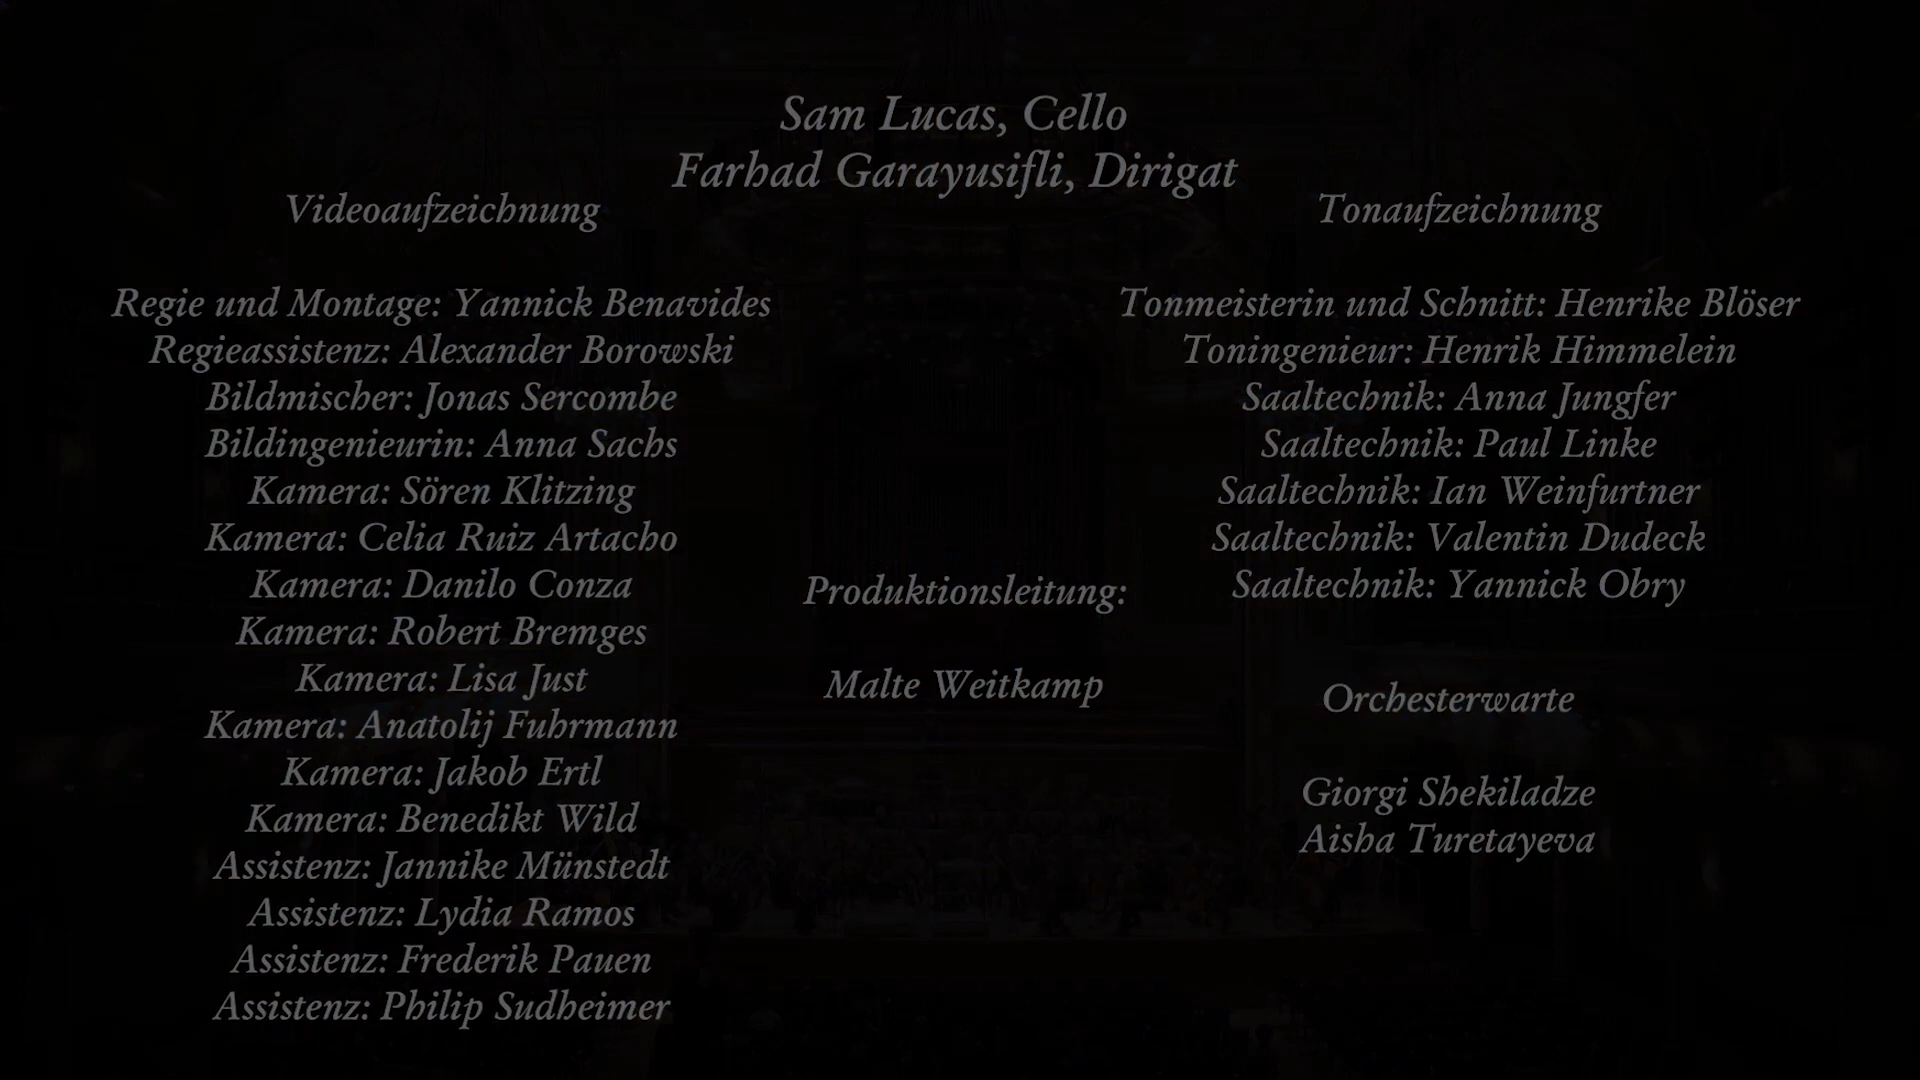 Sam Lucas, Cello
Farhad Garayusifli, Dirigat
Videoaufzeichnung
Regie und Montage: Yannick Benavides
Regieassistenz: Alexander Borowski
Bildmischer: Jonas Sercombe
Bildingenieurin: Anna Sachs
Kamera: Sören Klitzing
Kamera: Celia Ruiz Artacho
Kamera: Danilo Conza
Kamera: Robert Bremges
Kamera: Lisa Just
Kamera: Anatolij Fuhrmann
Kamera: Jakob Ertl
Kamera: Benedikt Wild
Assistenz: Jannike Münstedt
Assistenz: Lydia Ramos
Assistenz: Frederik Pauen
Assistenz: Philip Sudheimer
Produktionsleitung:
Malte Weitkamp
Tonaufzeichnung
Tonmeisterin und Schnitt: Henrike Blöser
Toningenieur: Henrik Himmelein
Saaltechnik: Anna Jungfer
Saaltechnik: Paul Linke
Saaltechnik: Ian Weinfurtner
Saaltechnik: Valentin Dudeck
Saaltechnik: Yannick Obry
Orchesterwarte
Giorgi Shekiladze
Aisha Turetayeva